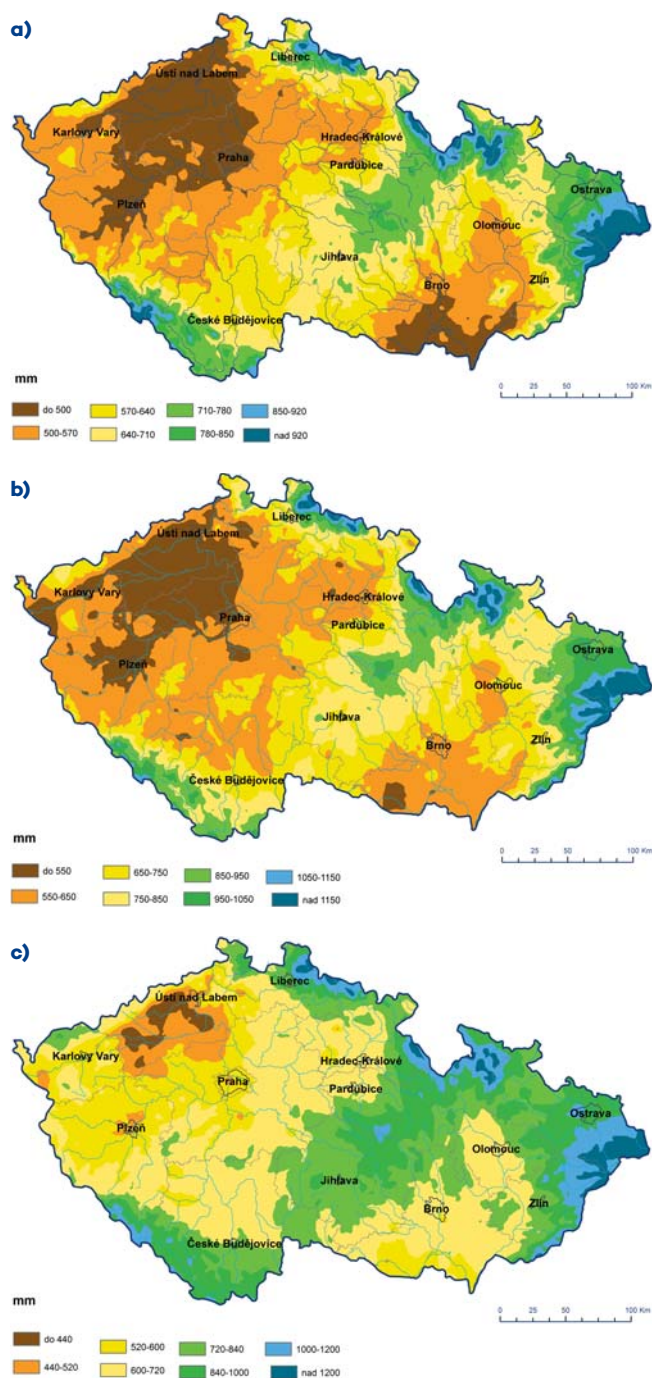 a)
Liberec
Ústí nad Labem
Karlovy Vary
Hradec-Králové
Praha
Pardubice
Ostrava
Plzeň
Olomouc
Jihlava
Brno
Zlín
České Budějovice
mm
do 500
570-640
710-780
850-920
500-570
640-710
780-850
nad 920
0 25 50 100 Km
b)
Liberec
Ústí nad Labem
Karlovy Vary
Hradec-Králové
Praha
Pardubice
Ostrava
Plzeň
Olomouc
Jihlava
Brno
Zlín
České Budějovice
mm
do 550
650-750
850-950
1050-1150
550-650
750-850
950-1050
nad 1150
0 25 50 100 Km
c)
Liberec
Ústí nad Labem
Karlovy Vary
Hradec-Králové
Praha
Pardubice
Ostrava
Plzeň
Olomouc
Jihlava
Zlín
Brno
České Budějovice
mm
do 440
520-600
720-840
1000-1200
440-520
600-720
840-1000
nad 1200
0 25 50 100 Km